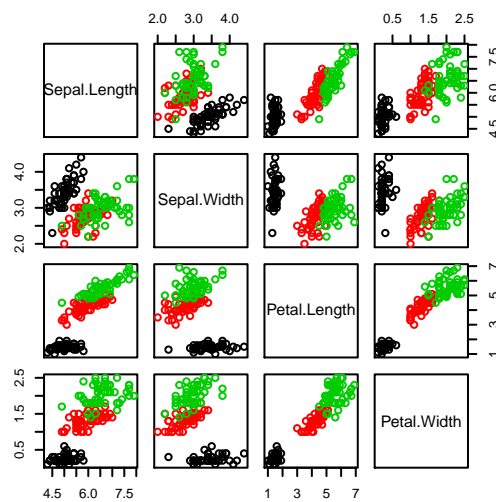 2.0 3.0 4.0 0.5 1.5 2.5
Sepal.Length
4.5 6.0 7.5
2.0 3.0 4.0
Sepal.Width
Petal.Length
1 3 5 7
0.5 1.5 2.5
Petal.Width
4.5 6.0 7.5 1 3 5 7